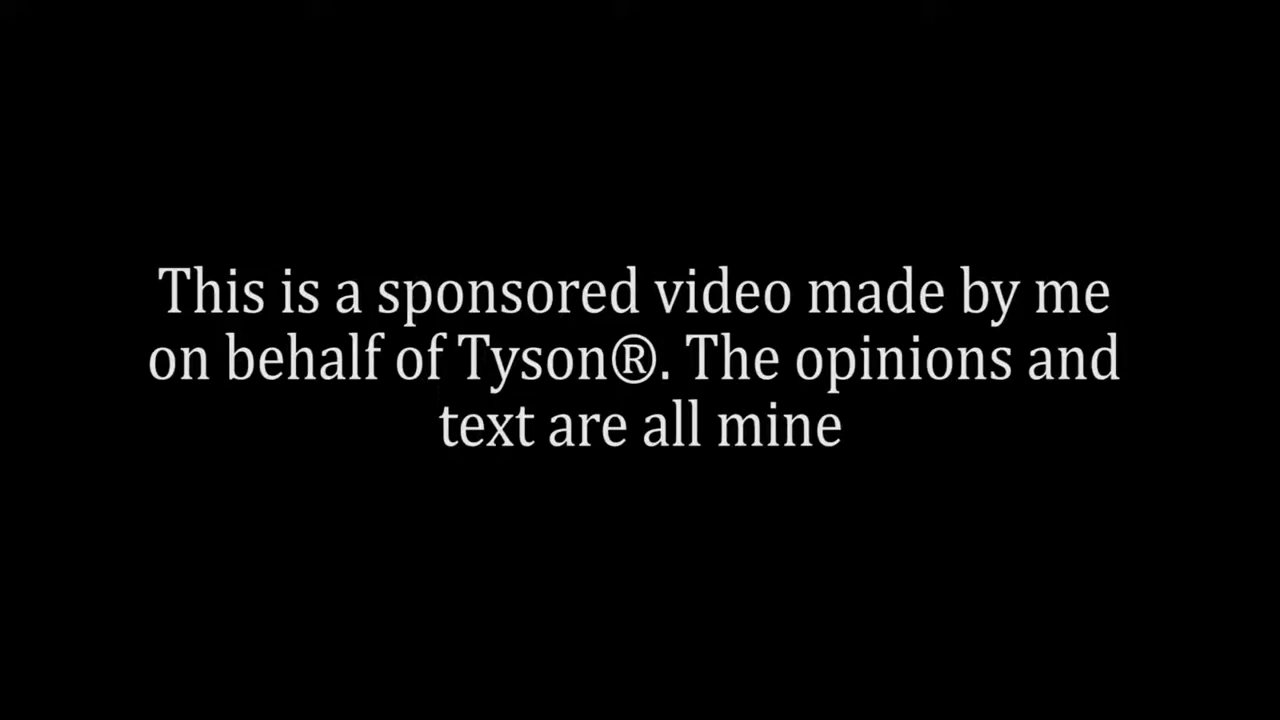 This is a sponsored video made by me
on behalf of Tyson®. The opinions and
text are all mine